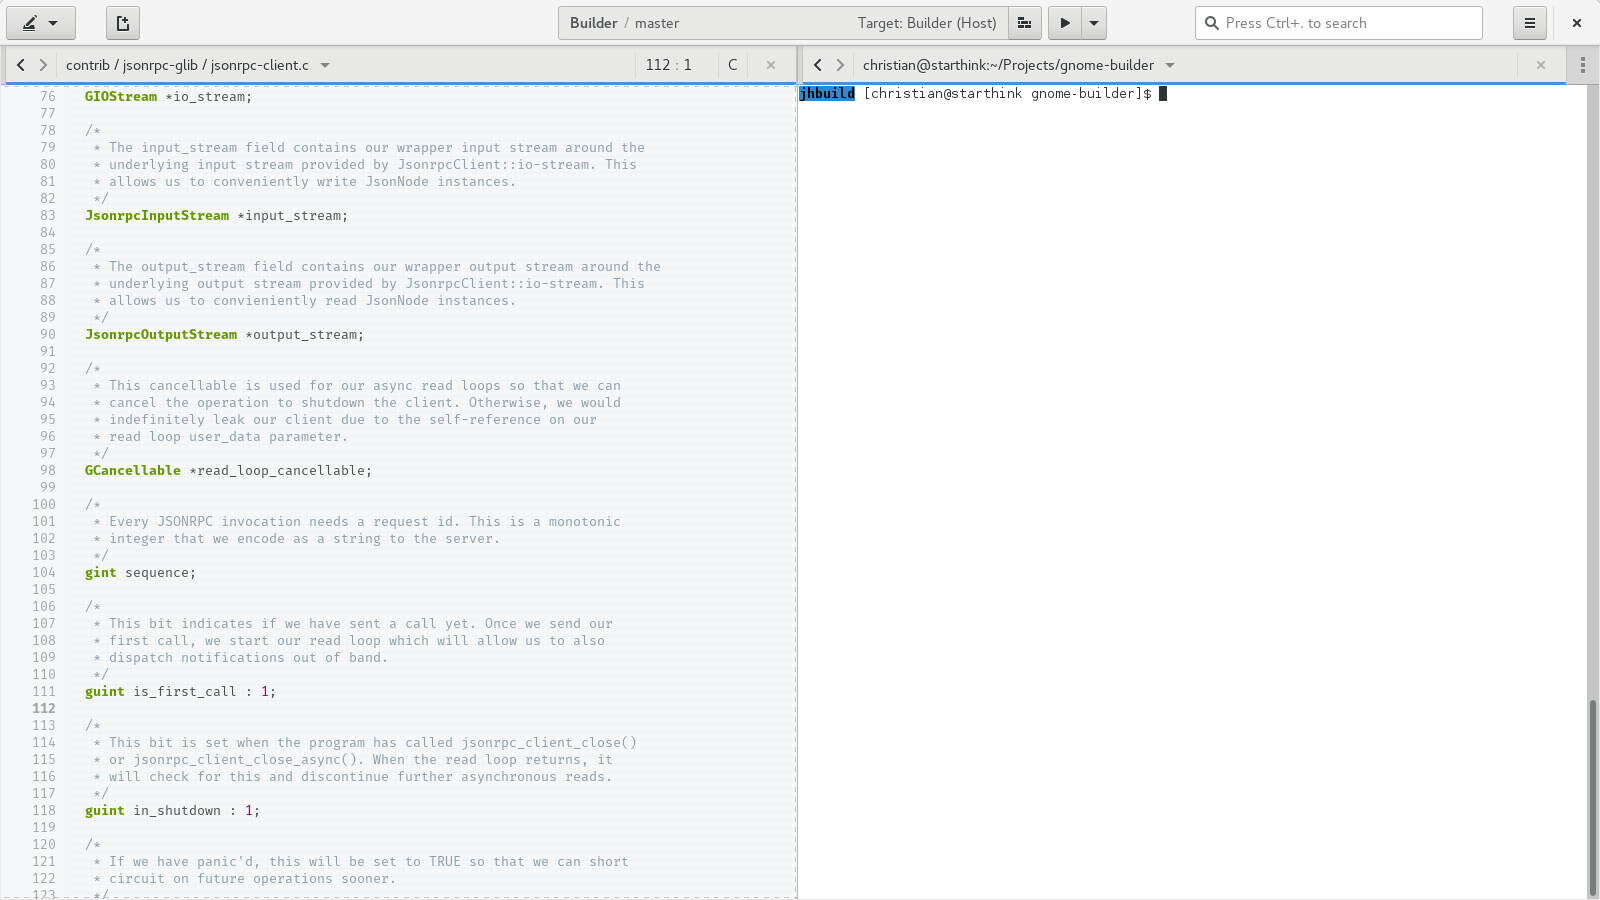 Builder / master
Target: Builder (Host)
Press Ctrl+. to search
contrib / jsonrpc-glib / jsonrpc-client.c
112 : 1
C
christian@starthink:~/Projects/gnome-builder
76 GIOStream *io_stream;
77
78 /*
79 * The input_stream field contains our wrapper input stream around the
80 * underlying input stream provided by JsonrpcClient::io-stream. This
81 * allows us to conveniently write JsonNode instances.
82 */
83 JsonrpcInputStream *input_stream;
84
85 /*
86 * The output_stream field contains our wrapper output stream around the
87 * underlying output stream provided by JsonrpcClient::io-stream. This
88 * allows us to convieniently read JsonNode instances.
89 */
90 JsonrpcOutputStream *output_stream;
91
92 /*
93 * This cancellable is used for our async read loops so that we can
94 * cancel the operation to shutdown the client. Otherwise, we would
95 * indefinitely leak our client due to the self-reference on our
96 * read loop user_data parameter.
97 */
98 GCancellable *read_loop_cancellable;
99
100 /*
101 * Every JSONRPC invocation needs a request id. This is a monotonic
102 * integer that we encode as a string to the server.
103 */
104 gint sequence;
105
106 /*
107 * This bit indicates if we have sent a call yet. Once we send our
108 * first call, we start our read loop which will allow us to also
109 * dispatch notifications out of band.
110 */
111 guint is_first_call : 1;
112
113 /*
114 * This bit is set when the program has called jsonrpc_client_close()
115 * or jsonrpc_client_close_async(). When the read loop returns, it
116 * will check for this and discontinue further asynchronous reads.
117 */
118 guint in_shutdown : 1;
119
120 /*
121 * If we have panic'd, this will be set to TRUE so that we can short
122 * circuit on future operations sooner.
123 */
jhbuild [christian@starthink gnome-builder]$